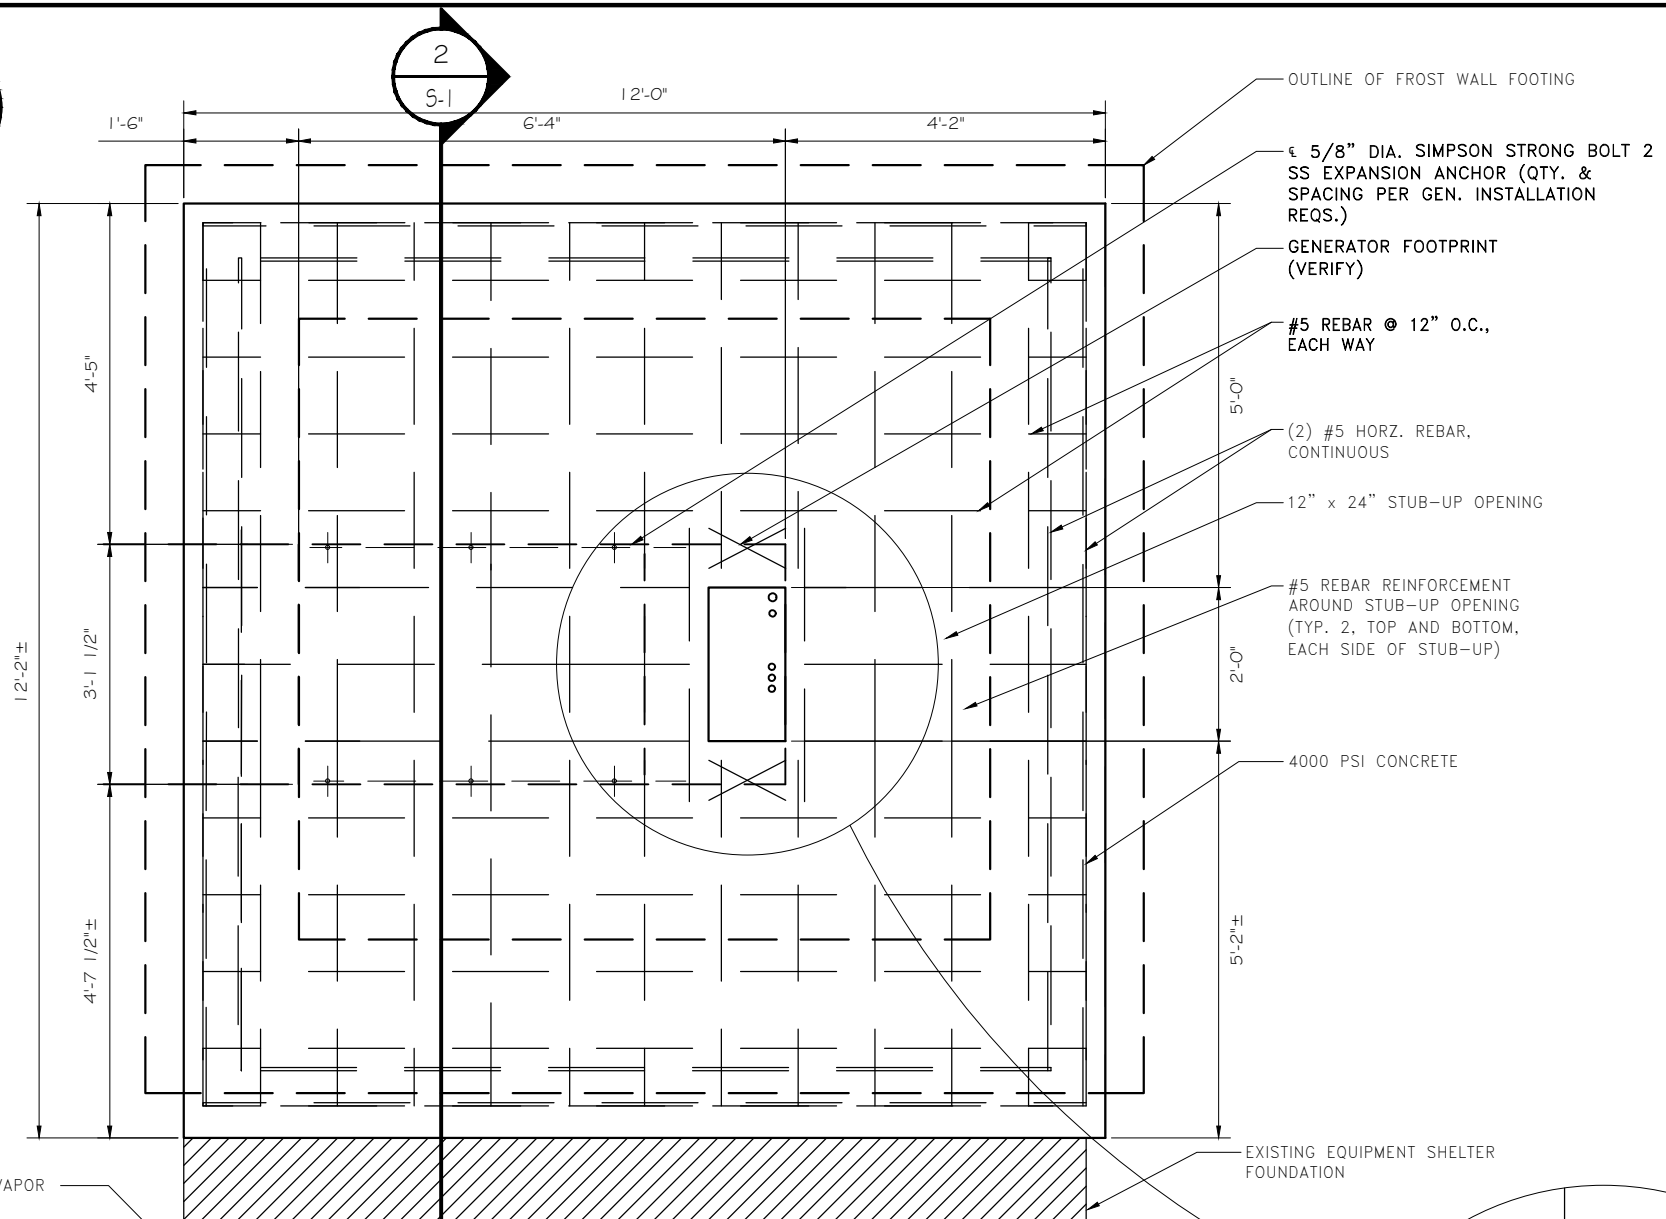 2
S-1
12'-0"
1'-6"
6'-4"
4'-2"
OUTLINE OF FROST WALL FOOTING
℄ 5/8" DIA. SIMPSON STRONG BOLT 2
SS EXPANSION ANCHOR (QTY. &
SPACING PER GEN. INSTALLATION
REQS.)
GENERATOR FOOTPRINT
(VERIFY)
#5 REBAR @ 12" O.C.,
EACH WAY
4'-5"
5'-0"
(2) #5 HORZ. REBAR,
CONTINUOUS
12" x 24" STUB-UP OPENING
#5 REBAR REINFORCEMENT
AROUND STUB-UP OPENING
(TYP. 2, TOP AND BOTTOM,
EACH SIDE OF STUB-UP)
12'-2"±
3'-1 1/2"
2'-0"
4000 PSI CONCRETE
4'-7 1/2"±
5'-2"±
EXISTING EQUIPMENT SHELTER
FOUNDATION
VAPOR